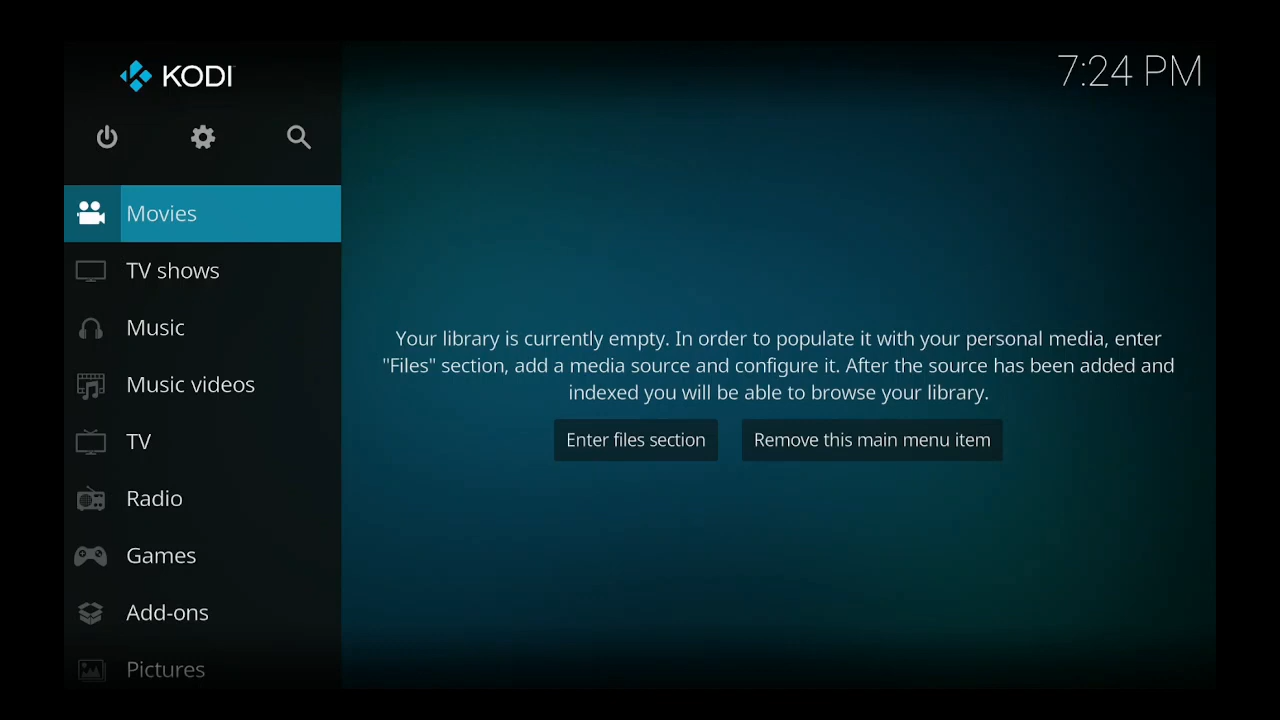 KODI
7:24 PM
Movies
TV shows
Music
Music videos
TV
Radio
Games
Add-ons
Pictures
Your library is currently empty. In order to populate it with your personal media, enter
"Files" section, add a media source and configure it. After the source has been added and
indexed you will be able to browse your library.
Enter files section
Remove this main menu item